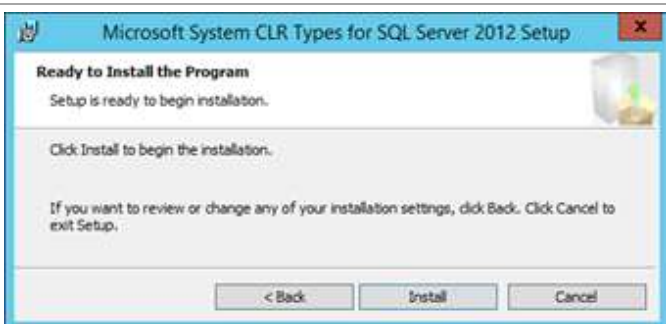 Microsoft System CLR Types for SQL Server 2012 Setup
x
Ready to Install the Program
Setup is ready to begin installation.
Click Install to begin the installation.
If you want to review or change any of your installation settings, click Back. Click Cancel to
exit Setup.
< Back Install Cancel